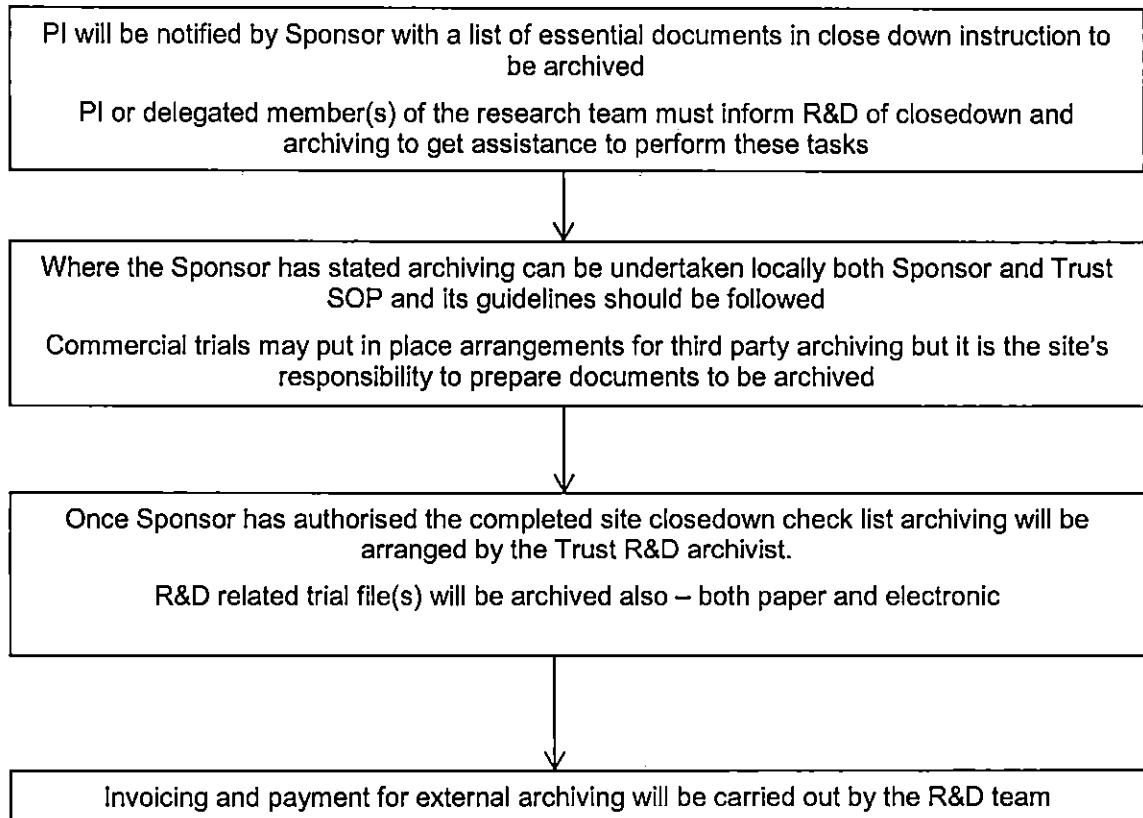 PI will be notified by Sponsor with a list of essential documents in close down instruction to
be archived
PI or delegated member(s) of the research team must inform R&D of closedown and
archiving to get assistance to perform these tasks
Where the Sponsor has stated archiving can be undertaken locally both Sponsor and Trust
SOP and its guidelines should be followed
Commercial trials may put in place arrangements for third party archiving but it is the site's
responsibility to prepare documents to be archived
Once Sponsor has authorised the completed site closedown check list archiving will be
arranged by the Trust R&D archivist.
R&D related trial file(s) will be archived also – both paper and electronic
Invoicing and payment for external archiving will be carried out by the R&D team